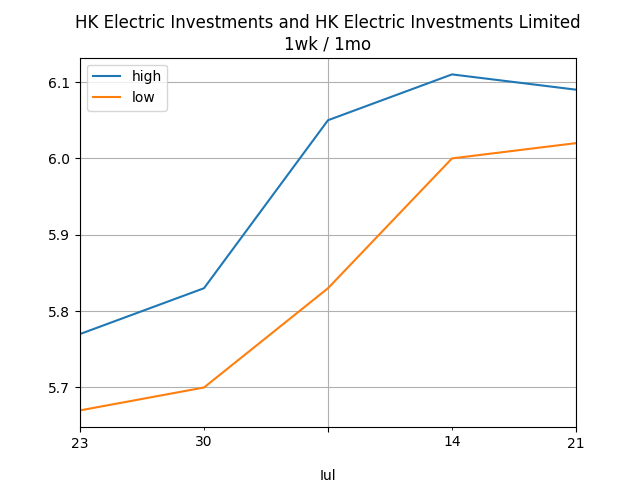 HK Electric Investments and HK Electric Investments Limited
1wk / 1mo
high
low
6.1
6.0
5.9
5.8
5.7
23
30
14
21
Iul